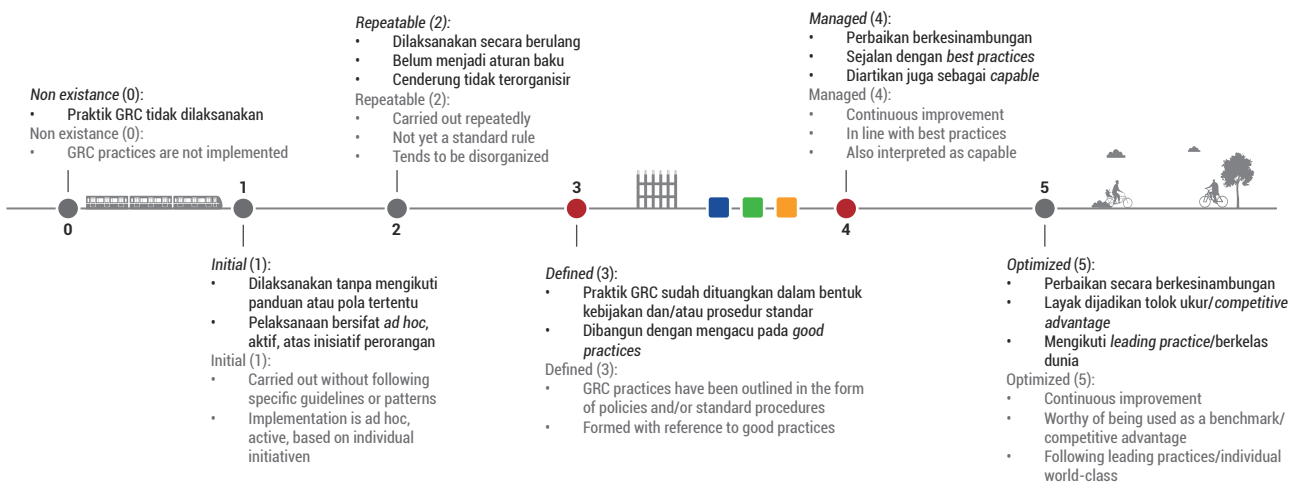 Non existance (0):
• Praktik GRC tidak dilaksanakan
Non existance (0):
• GRC practices are not implemented
Repeatable (2):
• Dilaksanakan secara berulang
• Belum menjadi aturan baku
• Cenderung tidak terorganisir
Repeatable (2):
• Carried out repeatedly
• Not yet a standard rule
• Tends to be disorganized
Managed (4):
• Perbaikan berkesinambungan
• Sejalan dengan best practices
• Diartikan juga sebagai capable
Managed (4):
• Continuous improvement
• In line with best practices
• Also interpreted as capable
1
3
5
0
2
4
Initial (1):
• Dilaksanakan tanpa mengikuti
panduan atau pola tertentu
• Pelaksanaan bersifat ad hoc,
aktif, atas inisiatif perorangan
Initial (1):
• Carried out without following
specific guidelines or patterns
• Implementation is ad hoc,
active, based on individual
initiativen
Defined (3):
• Praktik GRC sudah dituangkan dalam bentuk
kebijakan dan/atau prosedur standar
• Dibangun dengan mengacu pada good
practices
Defined (3):
• GRC practices have been outlined in the form
of policies and/or standard procedures
• Formed with reference to good practices
Optimized (5):
• Perbaikan secara berkesinambungan
• Layak dijadikan tolok ukur/competitive
advantage
• Mengikuti leading practice/berkelas
dunia
Optimized (5):
• Continuous improvement
• Worthy of being used as a benchmark/
competitive advantage
• Following leading practices/individual
world-class